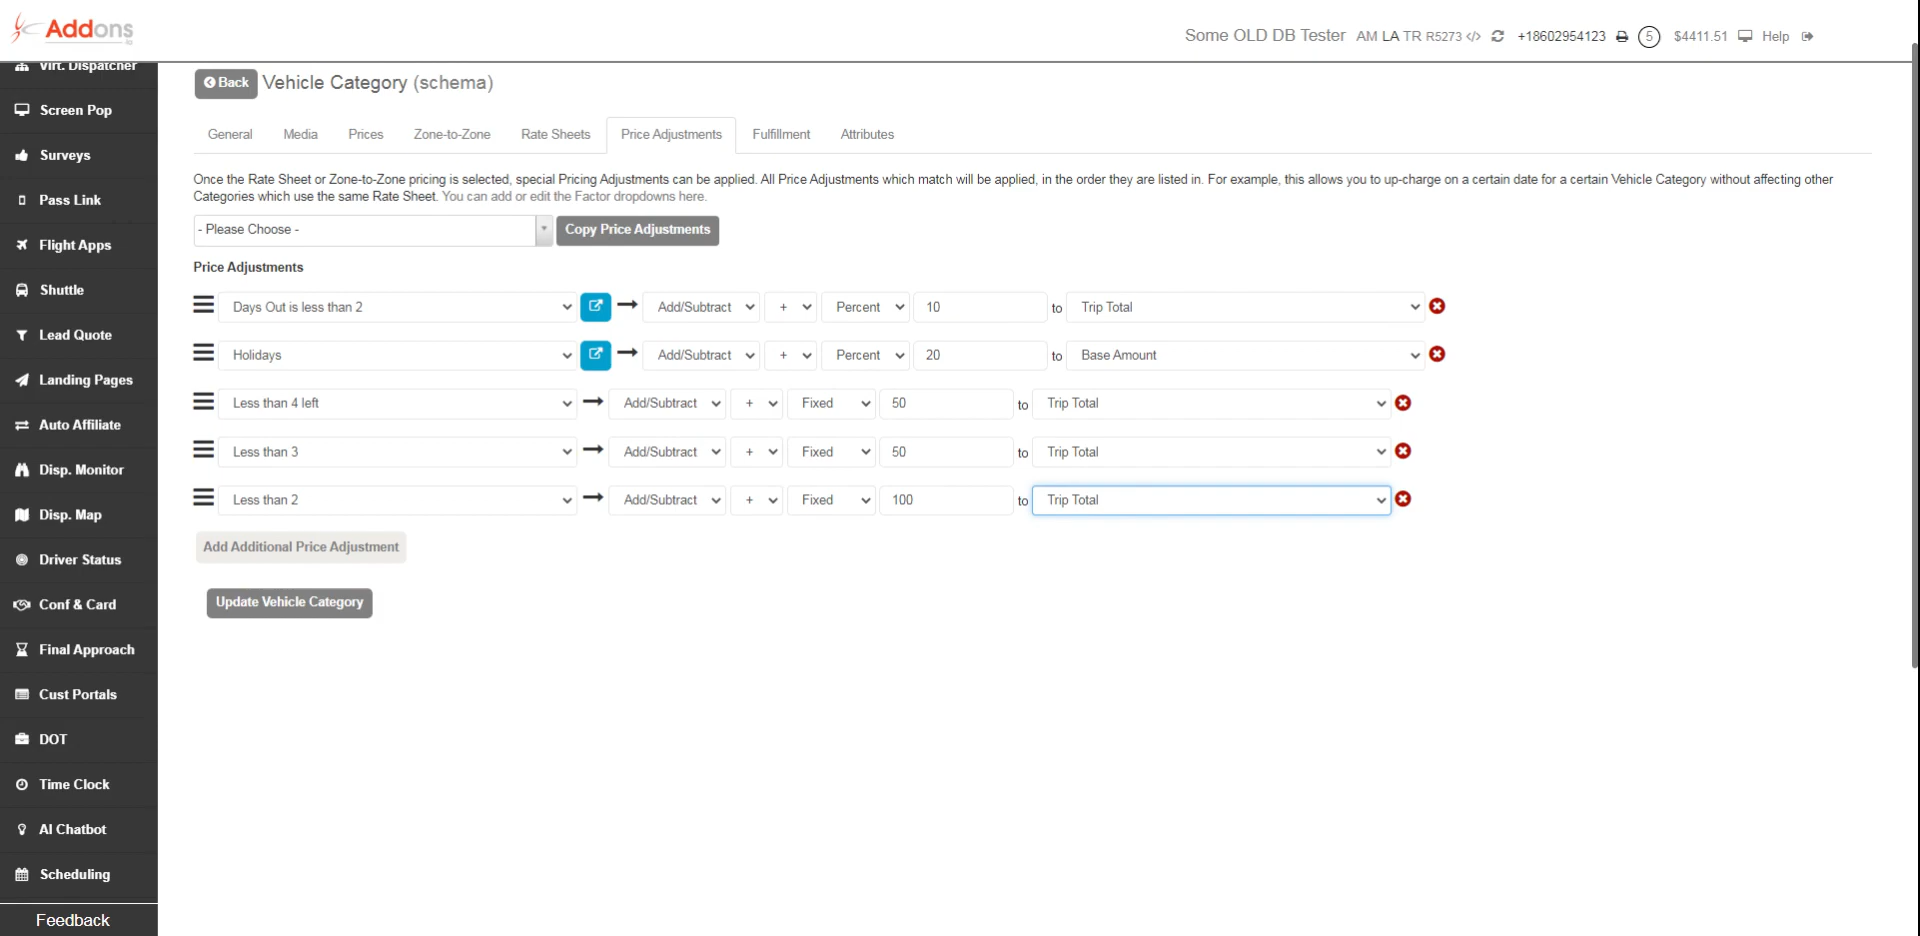 Addons
Some OLD DB Tester AM LA TR R5273 </> +18602954123 5 $4411.51 Help
Virt. Dispatcher
Screen Pop
Surveys
Pass Link
Flight Apps
Shuttle
Lead Quote
Landing Pages
Auto Affiliate
Disp. Monitor
Disp. Map
Driver Status
Conf & Card
Final Approach
Cust Portals
DOT
Time Clock
AI Chatbot
Scheduling
Feedback
Back Vehicle Category (schema)
General Media Prices Zone-to-Zone Rate Sheets Price Adjustments Fulfillment Attributes
Once the Rate Sheet or Zone-to-Zone pricing is selected, special Pricing Adjustments can be applied. All Price Adjustments which match will be applied, in the order they are listed in. For example, this allows you to up-charge on a certain date for a certain Vehicle Category without affecting other
Categories which use the same Rate Sheet. You can add or edit the Factor dropdowns here.
- Please Choose - Copy Price Adjustments
Price Adjustments
Days Out is less than 2 Add/Subtract + Percent 10 to Trip Total
Holidays Add/Subtract + Percent 20 to Base Amount
Less than 4 left Add/Subtract + Fixed 50 to Trip Total
Less than 3 Add/Subtract + Fixed 50 to Trip Total
Less than 2 Add/Subtract + Fixed 100 to Trip Total
Add Additional Price Adjustment
Update Vehicle Category